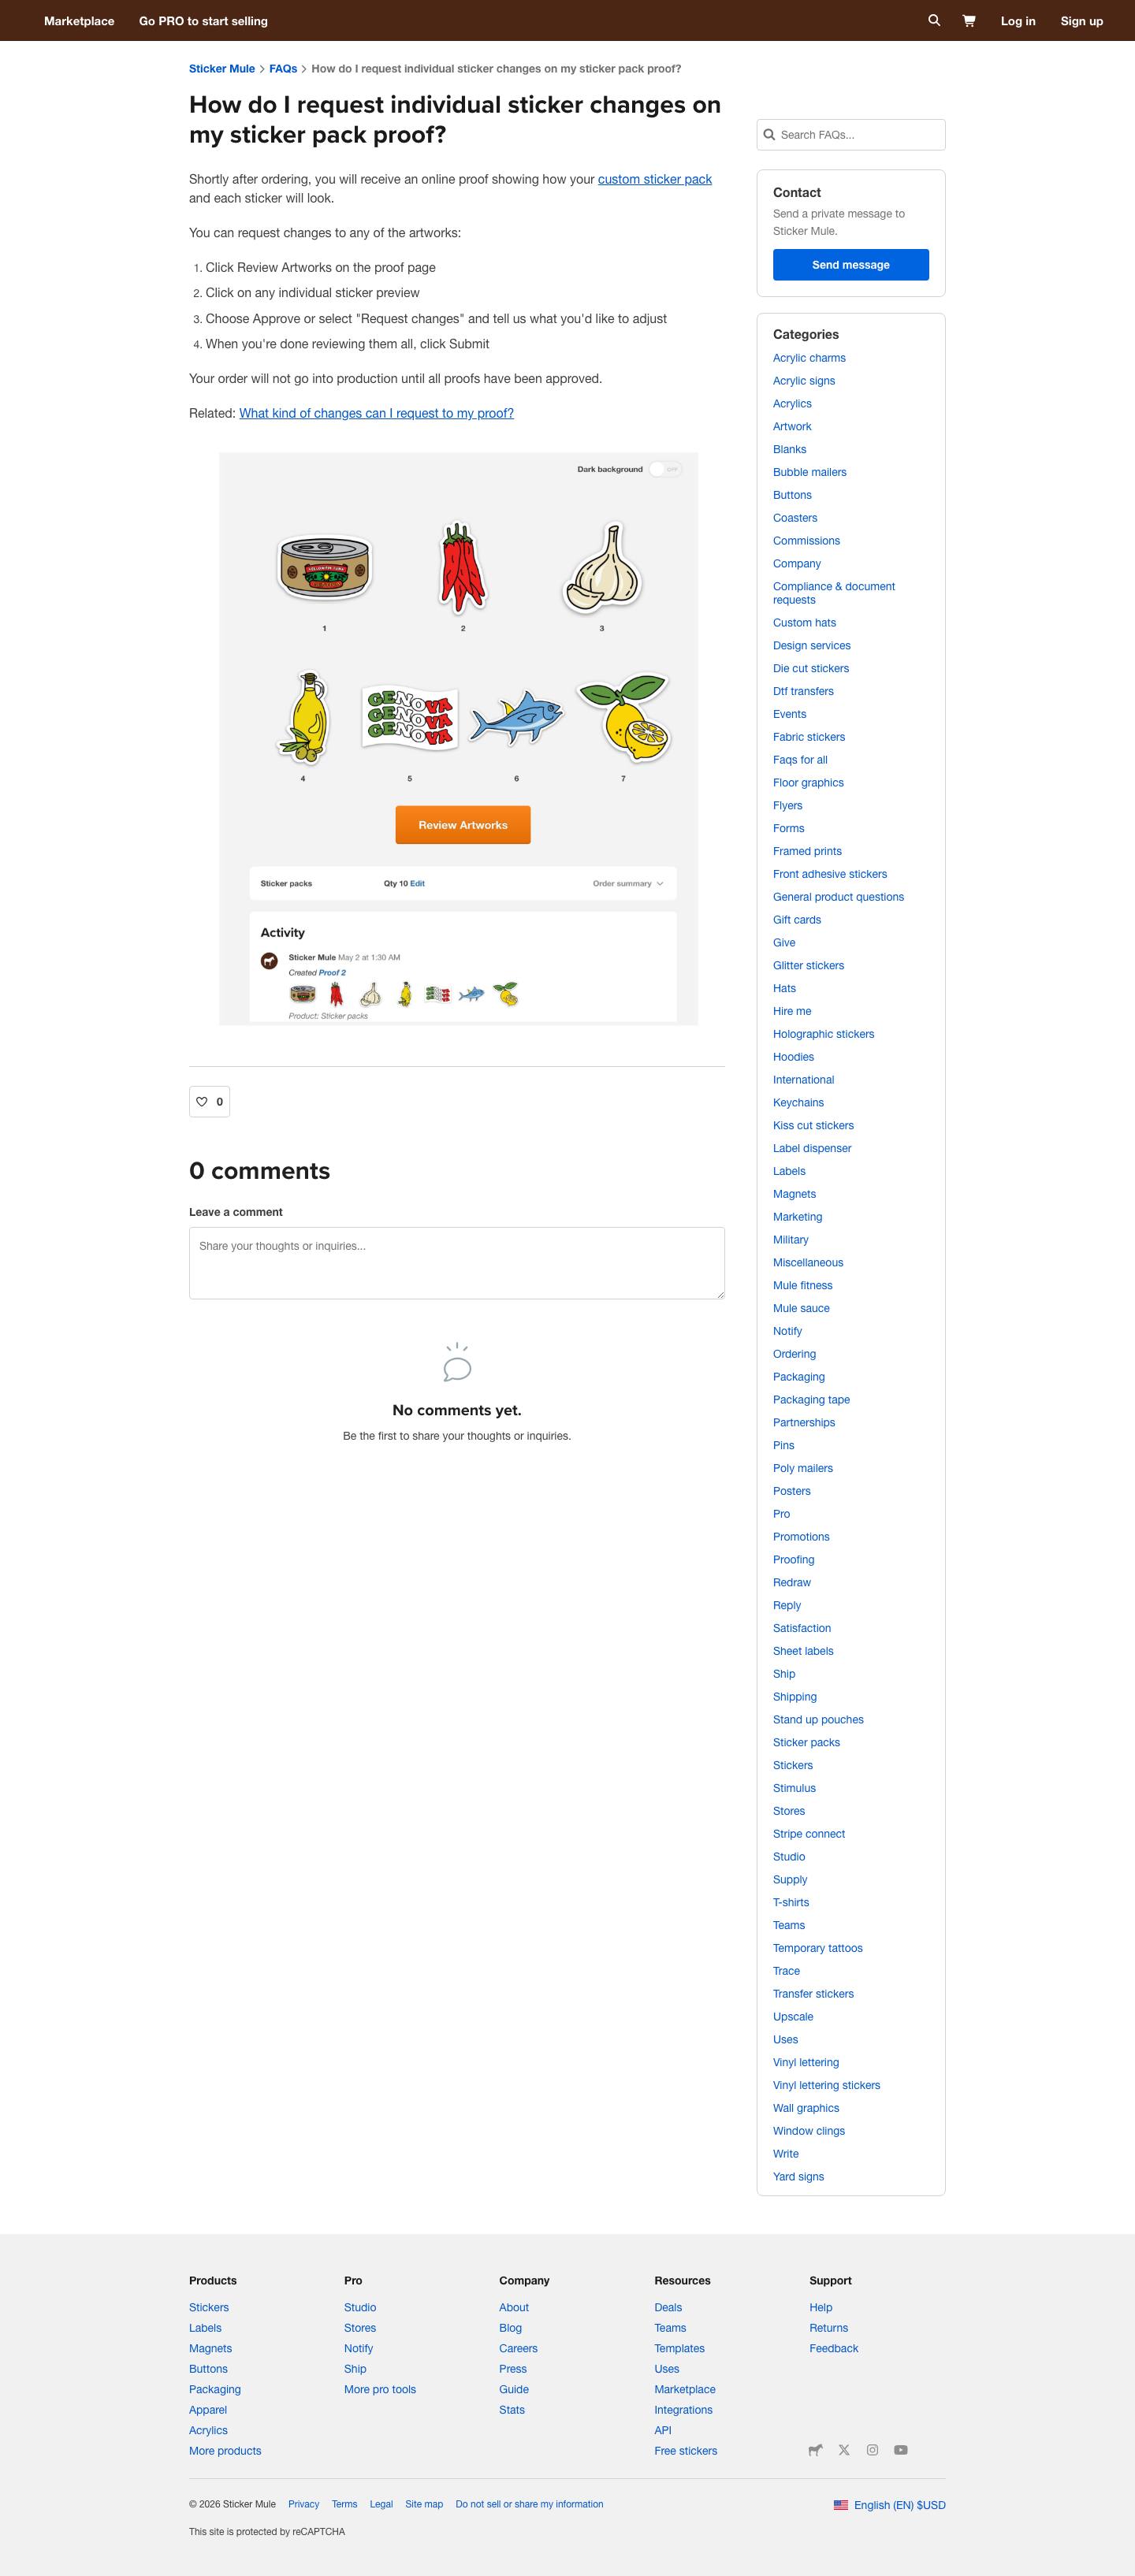 Marketplace
Go PRO to start selling
Log in
Sign up
Sticker Mule > FAQs > How do I request individual sticker changes on my sticker pack proof?
How do I request individual sticker changes on
my sticker pack proof?
Shortly after ordering, you will receive an online proof showing how your custom sticker pack
and each sticker will look.
You can request changes to any of the artworks:
1. Click Review Artworks on the proof page
2. Click on any individual sticker preview
3. Choose Approve or select "Request changes" and tell us what you'd like to adjust
4. When you're done reviewing them all, click Submit
Your order will not go into production until all proofs have been approved.
Related: What kind of changes can I request to my proof?
Dark background OFF
1
2
3
GENOVA
GENOVA
GENOVA
4
5
6
7
Review Artworks
Sticker packs
Qty 10 Edit
Order summary
Activity
Sticker Mule May 2 at 1:30 AM
Created Proof 2
Product: Sticker packs
0
0 comments
Leave a comment
Share your thoughts or inquiries...
No comments yet.
Be the first to share your thoughts or inquiries.
Search FAQs...
Contact
Send a private message to
Sticker Mule.
Send message
Categories
Acrylic charms
Acrylic signs
Acrylics
Artwork
Blanks
Bubble mailers
Buttons
Coasters
Commissions
Company
Compliance & document
requests
Custom hats
Design services
Die cut stickers
Dtf transfers
Events
Fabric stickers
Faqs for all
Floor graphics
Flyers
Forms
Framed prints
Front adhesive stickers
General product questions
Gift cards
Give
Glitter stickers
Hats
Hire me
Holographic stickers
Hoodies
International
Keychains
Kiss cut stickers
Label dispenser
Labels
Magnets
Marketing
Military
Miscellaneous
Mule fitness
Mule sauce
Notify
Ordering
Packaging
Packaging tape
Partnerships
Pins
Poly mailers
Posters
Pro
Promotions
Proofing
Redraw
Reply
Satisfaction
Sheet labels
Ship
Shipping
Stand up pouches
Sticker packs
Stickers
Stimulus
Stores
Stripe connect
Studio
Supply
T-shirts
Teams
Temporary tattoos
Trace
Transfer stickers
Upscale
Uses
Vinyl lettering
Vinyl lettering stickers
Wall graphics
Window clings
Write
Yard signs
Products
Stickers
Labels
Magnets
Buttons
Packaging
Apparel
Acrylics
More products
Pro
Studio
Stores
Notify
Ship
More pro tools
Company
About
Blog
Careers
Press
Guide
Stats
Resources
Deals
Teams
Templates
Uses
Marketplace
Integrations
API
Free stickers
Support
Help
Returns
Feedback
© 2026 Sticker Mule Privacy Terms Legal Site map Do not sell or share my information
English (EN) $USD
This site is protected by reCAPTCHA